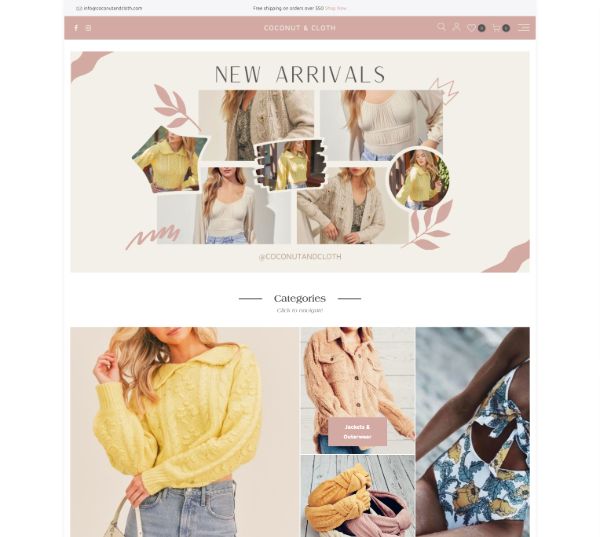 info@coconutandcloth.com
Free shipping on orders over $50 Shop Now
COCONUT & CLOTH
0
0
NEW ARRIVALS
@COCONUTANDCLOTH
Categories
Click to navigate!
Jackets &
Outerwear